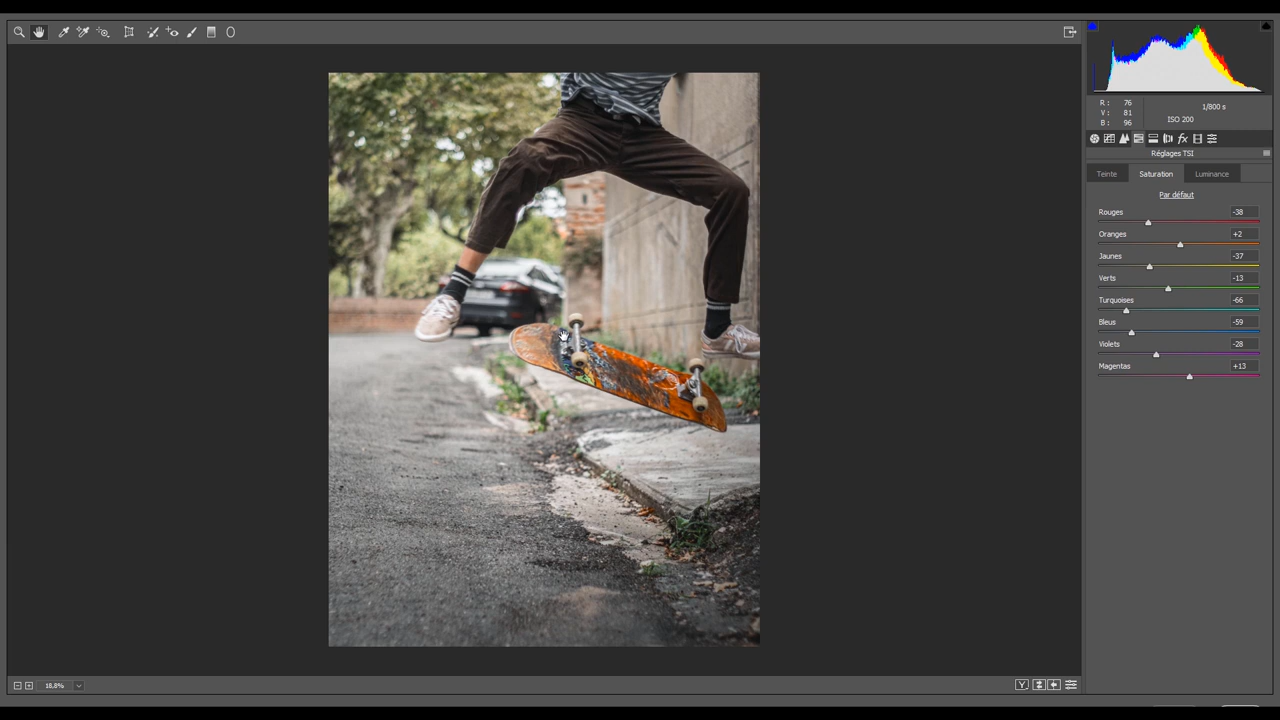 R: 76
V: 81
B: 96
1/800 s
ISO 200
fx
Réglages TSI
Teinte Saturation Luminance
Par défaut
Rouges -38
Oranges +2
Jaunes -37
Verts -13
Turquoises -66
Bleus -59
Violets -28
Magentas +13
18.8%
Y